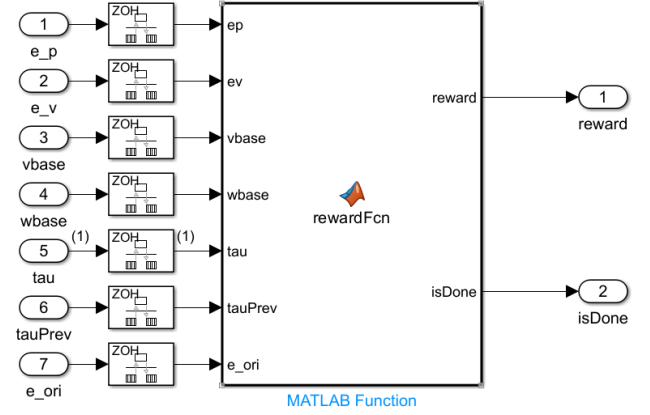 1 ZOH ep
e_p
2 ZOH ev
e_v
reward 1
reward
3 ZOH vbase
vbase
4 ZOH wbase
wbase
rewardFcn
5 (1) ZOH (1) tau
tau
isDone 2
isDone
6 ZOH tauPrev
tauPrev
7 ZOH e_ori
e_ori
MATLAB Function